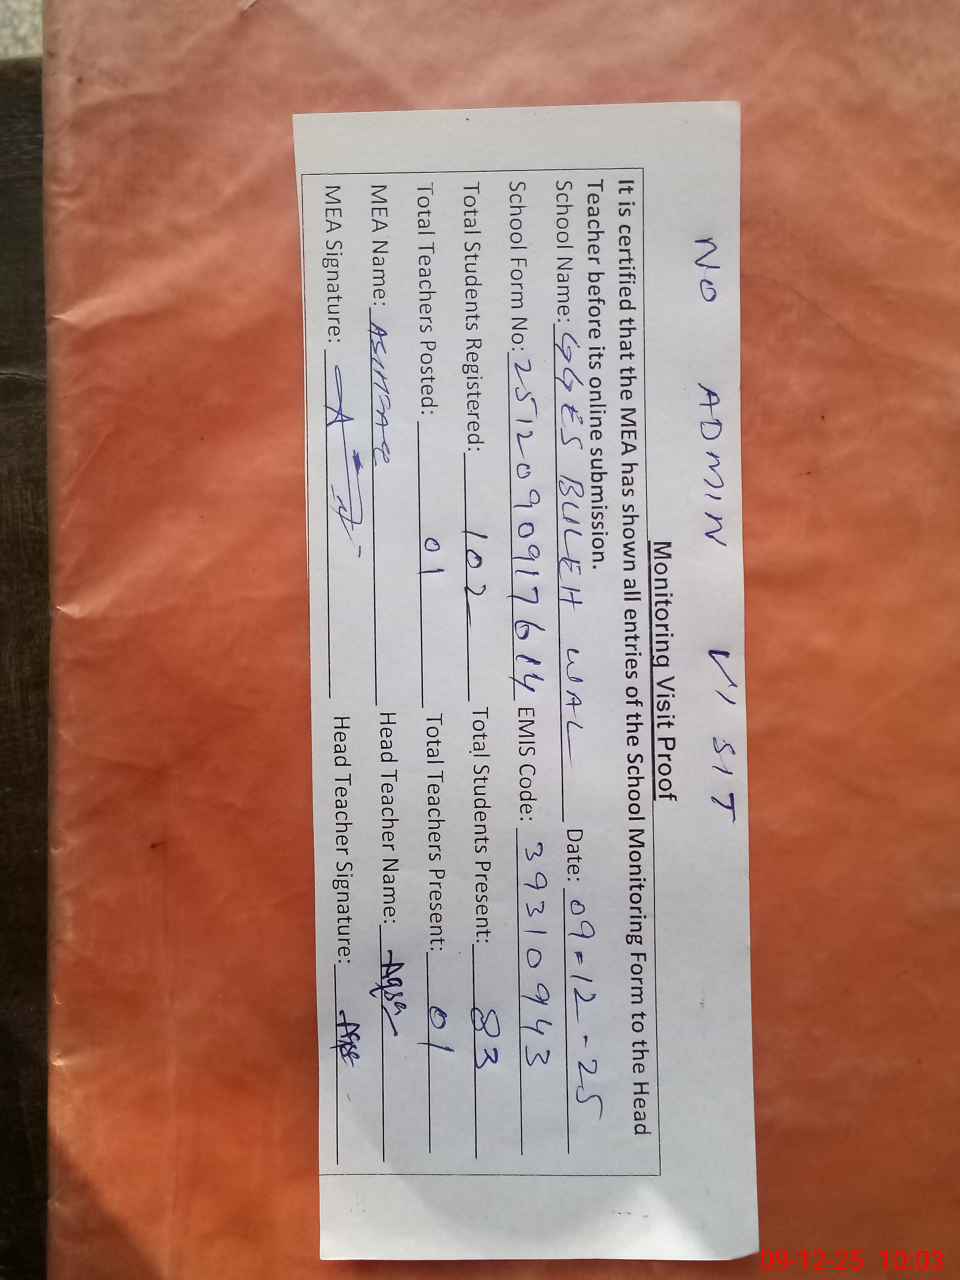 NO ADMIN VISIT
Monitoring Visit Proof
It is certified that the MEA has shown all entries of the School Monitoring Form to the Head
Teacher before its online submission.
School Name: GGES BULEH WAL Date: 09-12-25
School Form No: 2512090917614 EMIS Code: 39310943
Total Students Registered: 102 Total Students Present: 83
Total Teachers Posted: 01 Total Teachers Present: 01
MEA Name: Head Teacher Name: Aqsa
MEA Signature: Head Teacher Signature: Aqsa
09-12-25 10:03